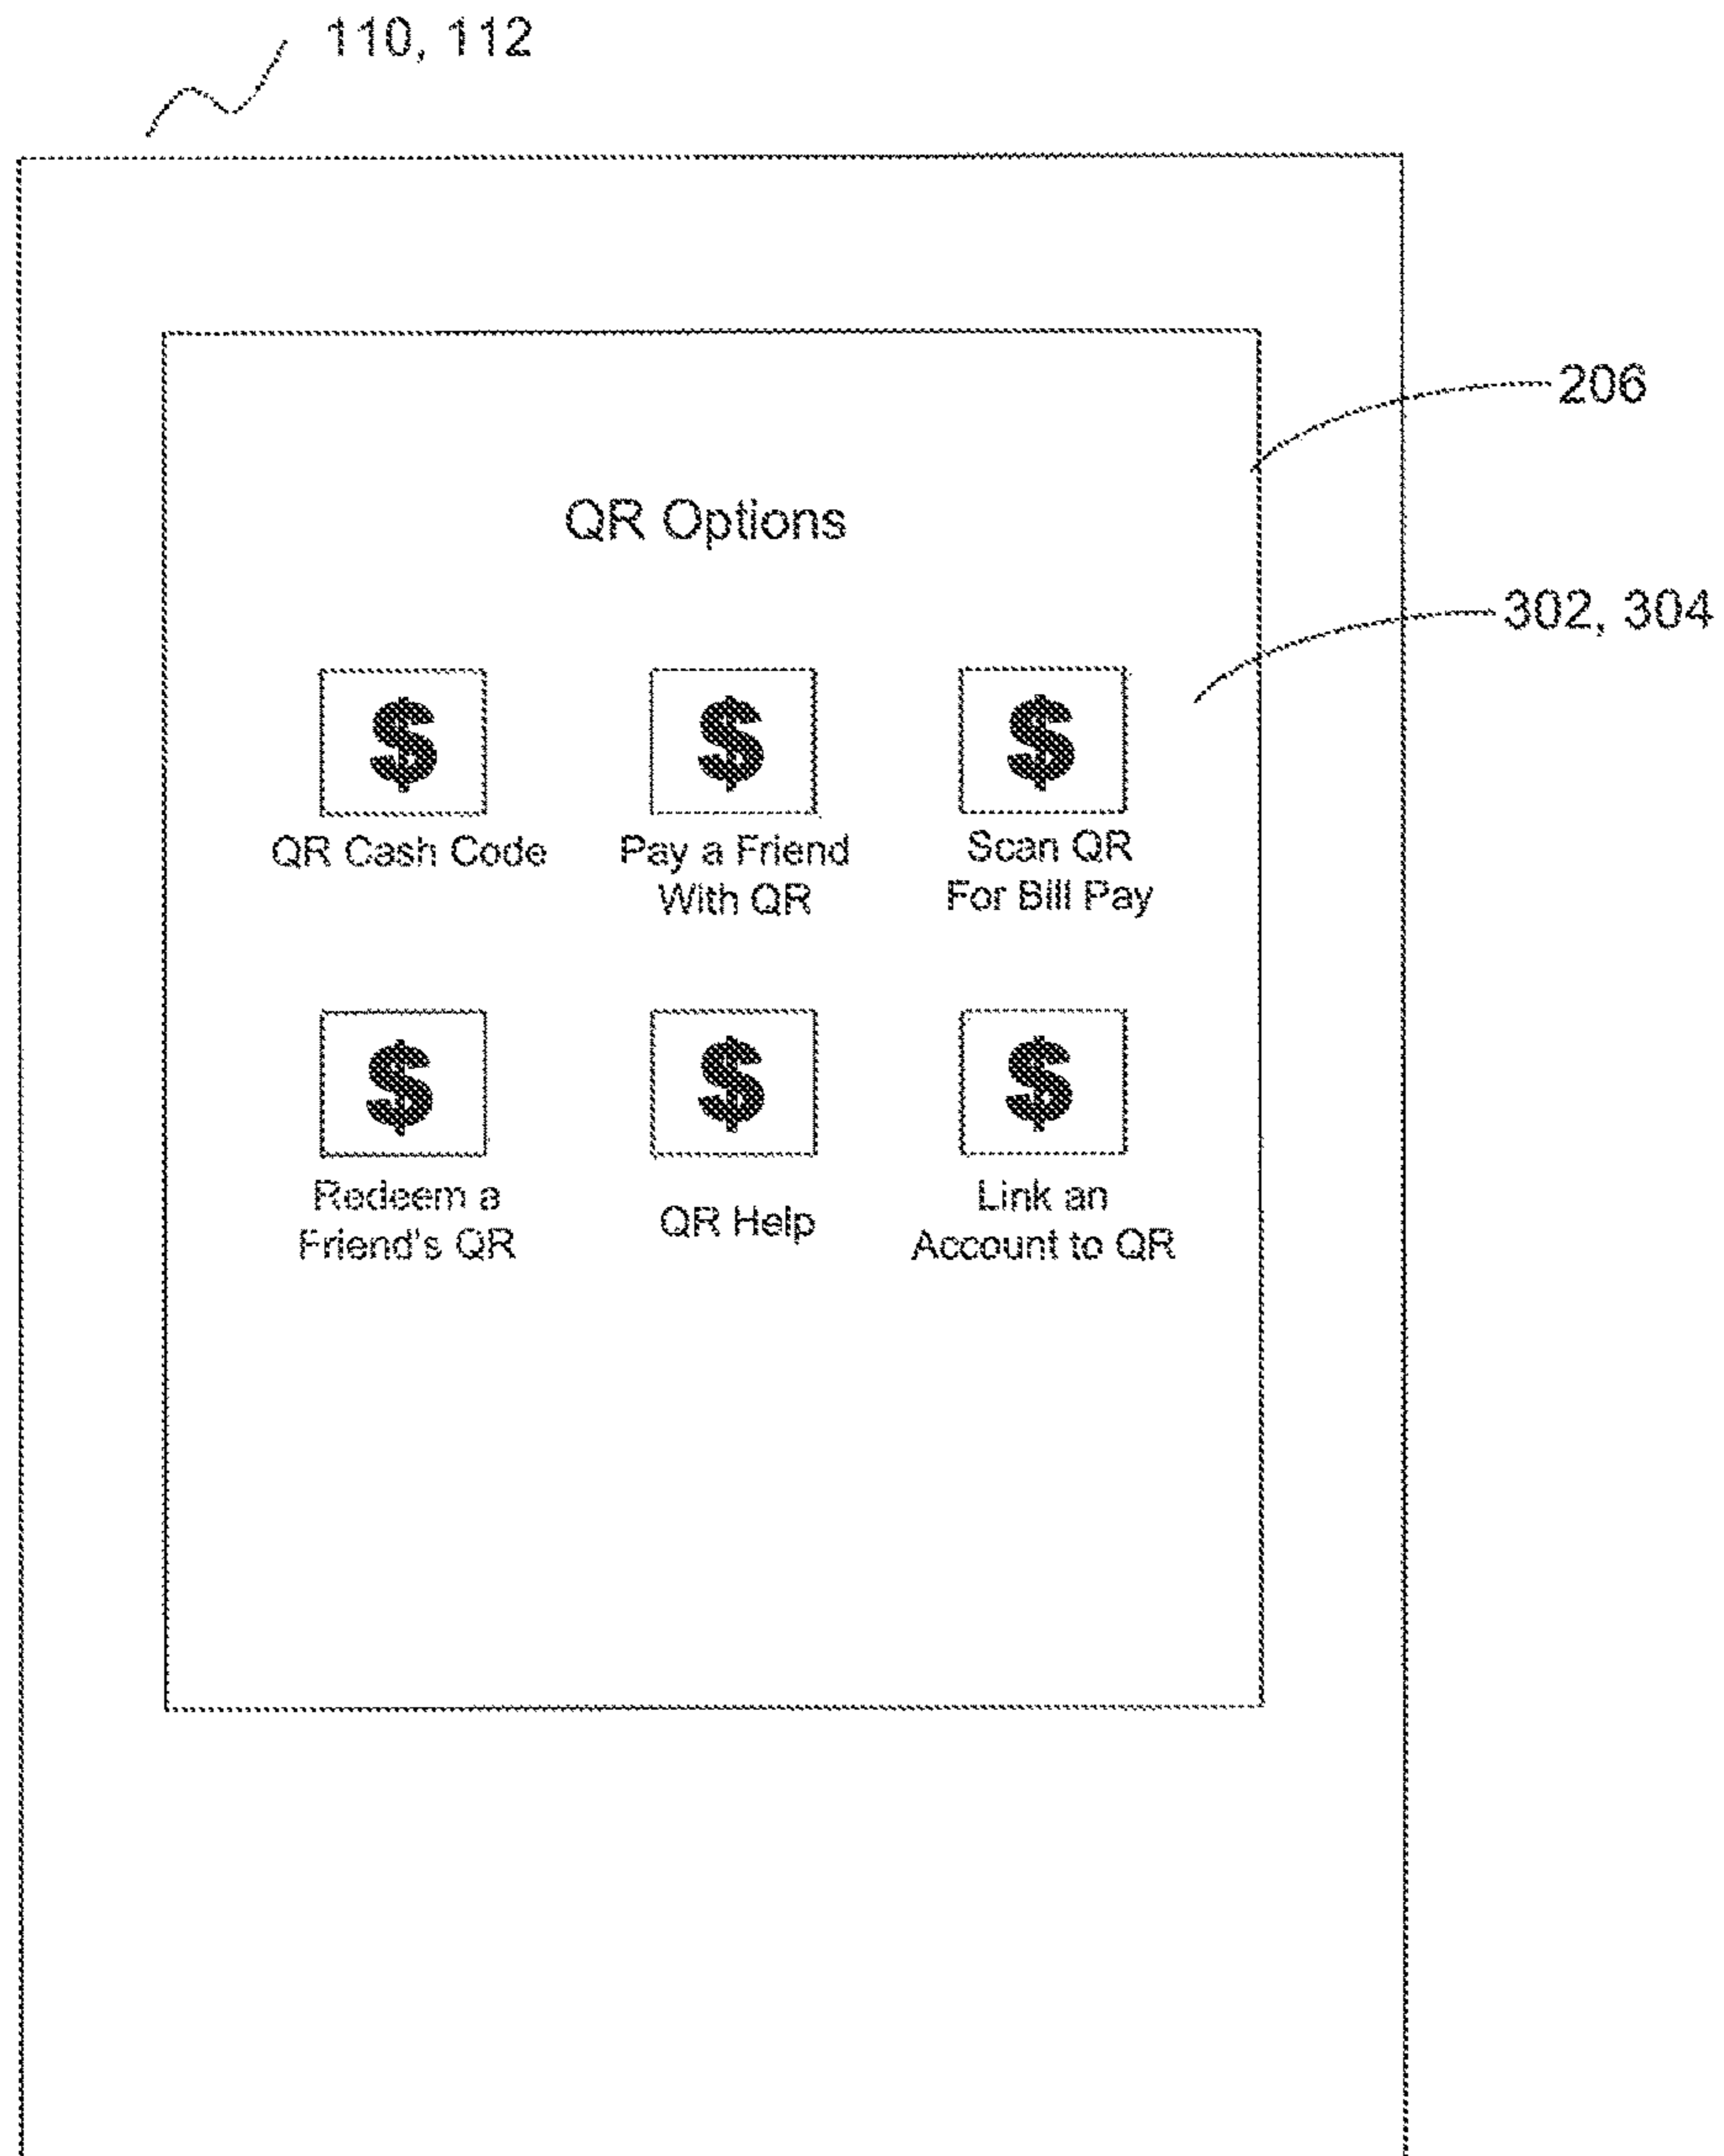 110, 112
206
QR Options
302, 304
$ $ $
QR Cash Code
Pay a Friend
With QR
Scan QR
For Bill Pay
$ $ $
Redeem a
Friend's QR
QR Help
Link an
Account to QR